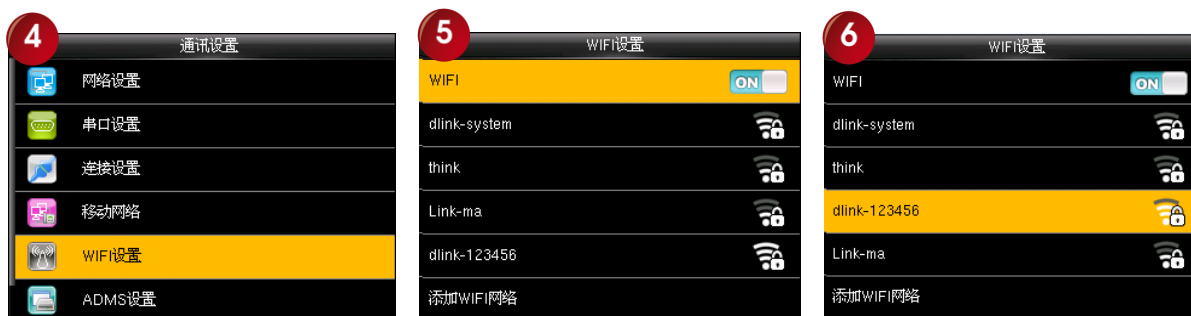 4
通讯设置
网络设置
串口设置
连接设置
移动网络
WIFI设置
ADMS设置
5
WIFI设置
WIFI ON
dlink-system
think
Link-ma
dlink-123456
添加WIFI网络
6
WIFI设置
WIFI ON
dlink-system
think
dlink-123456
Link-ma
添加WIFI网络